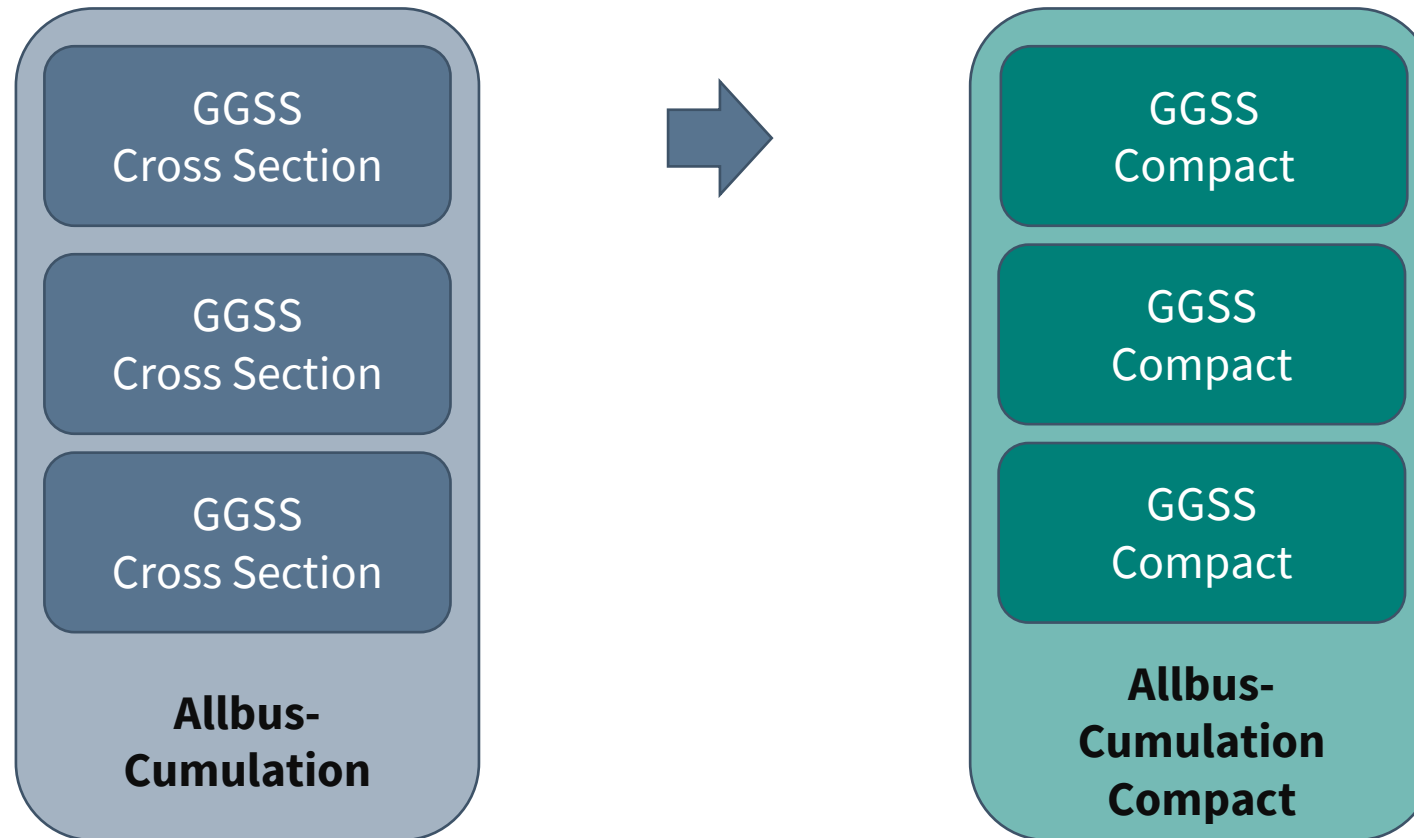 GGSS
Cross Section
GGSS
Cross Section
GGSS
Cross Section
Allbus-
Cumulation
GGSS
Compact
GGSS
Compact
GGSS
Compact
Allbus-
Cumulation
Compact